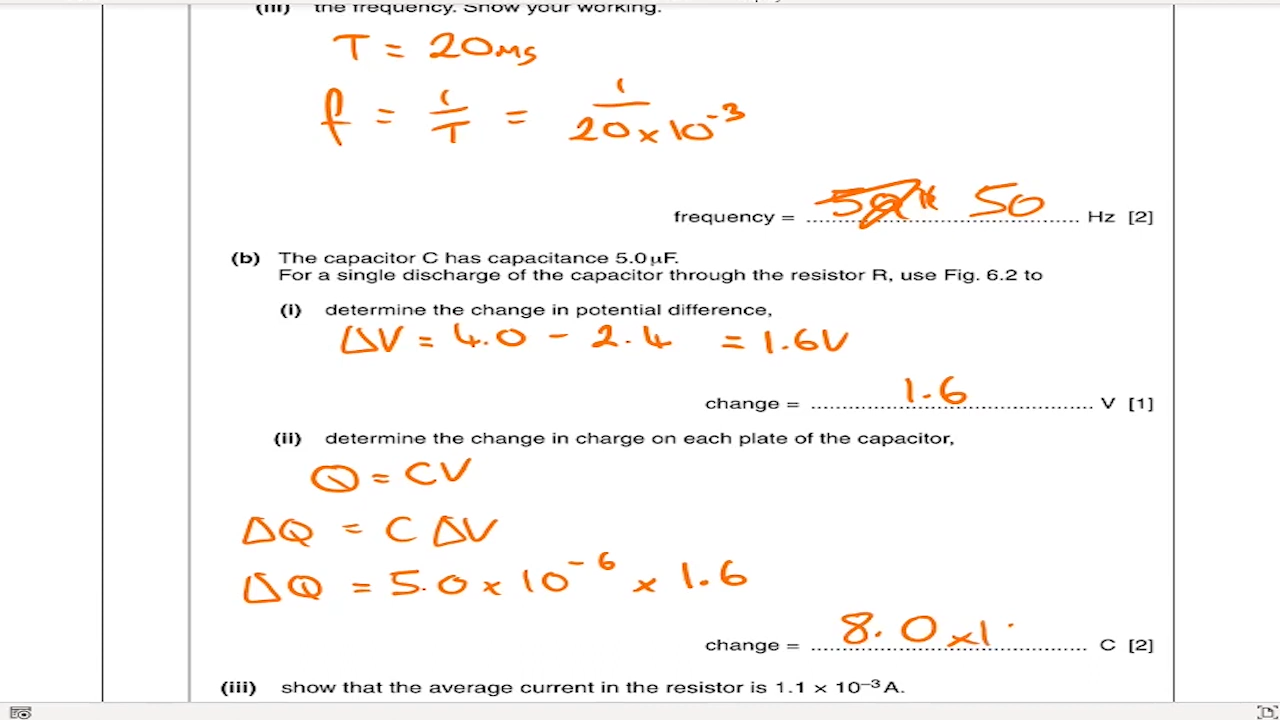 (iii) the frequency. Show your working.
T = 20ms
f = 1/T = 1/20 x 10^-3
frequency = 50 Hz [2]
(b) The capacitor C has capacitance 5.0 μF.
For a single discharge of the capacitor through the resistor R, use Fig. 6.2 to
(i) determine the change in potential difference,
ΔV = 4.0 - 2.4 = 1.6V
change = 1.6 V [1]
(ii) determine the change in charge on each plate of the capacitor,
Q = CV
ΔQ = C ΔV
ΔQ = 5.0 x 10^-6 x 1.6
change = 8.0 x1 C [2]
(iii) show that the average current in the resistor is 1.1 × 10^-3 A.